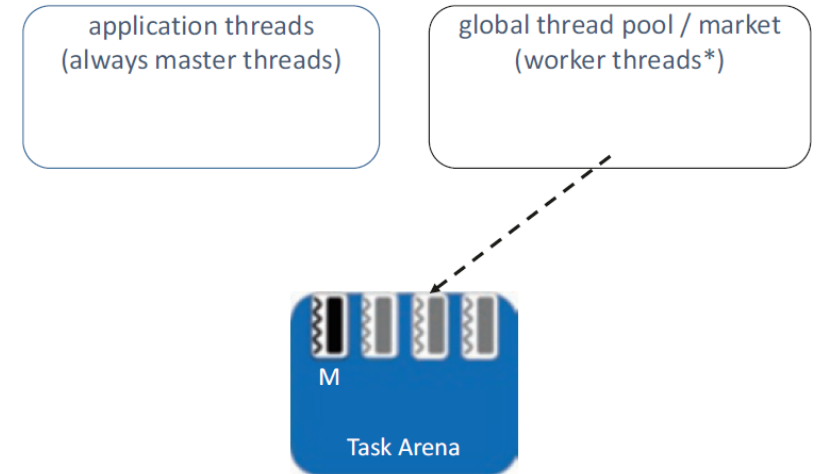 application threads
(always master threads)
global thread pool / market
(worker threads*)
M
Task Arena